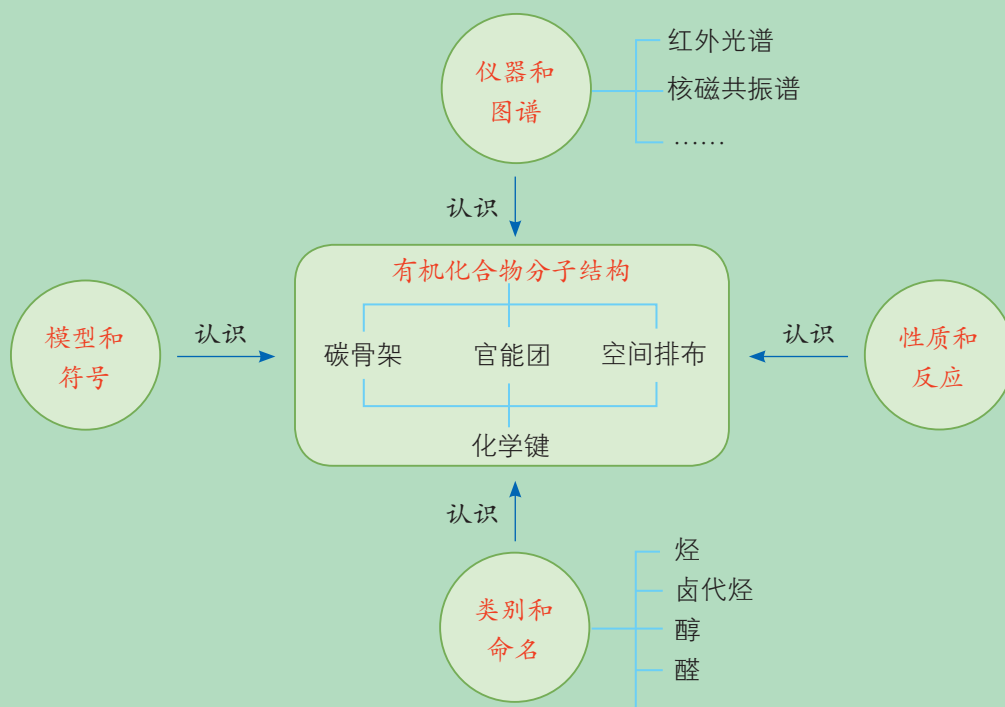 仪器和
图谱
红外光谱
核磁共振谱
……
认识
有机化合物分子结构
模型和
符号
认识
碳骨架
官能团
空间排布
认识
性质和
反应
化学键
认识
类别和
命名
烃
卤代烃
醇
醛